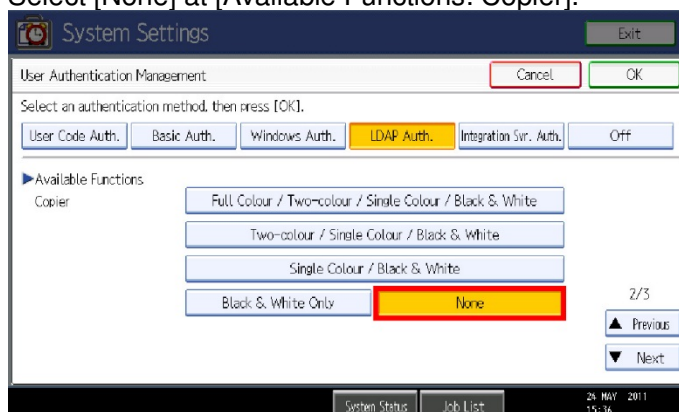 Select [None] at [Available Functions: Copier].
System Settings
Exit
User Authentication Management
Cancel
OK
Select an authentication method, then press [OK].
User Code Auth.
Basic Auth.
Windows Auth.
LDAP Auth.
Integration Svr. Auth.
Off
▶Available Functions
Copier
Full Colour / Two-colour / Single Colour / Black & White
Two-colour / Single Colour / Black & White
Single Colour / Black & White
Black & White Only
None
2/3
▲ Previous
▼ Next
System Status
Job List
24 MAY 2011
15:36